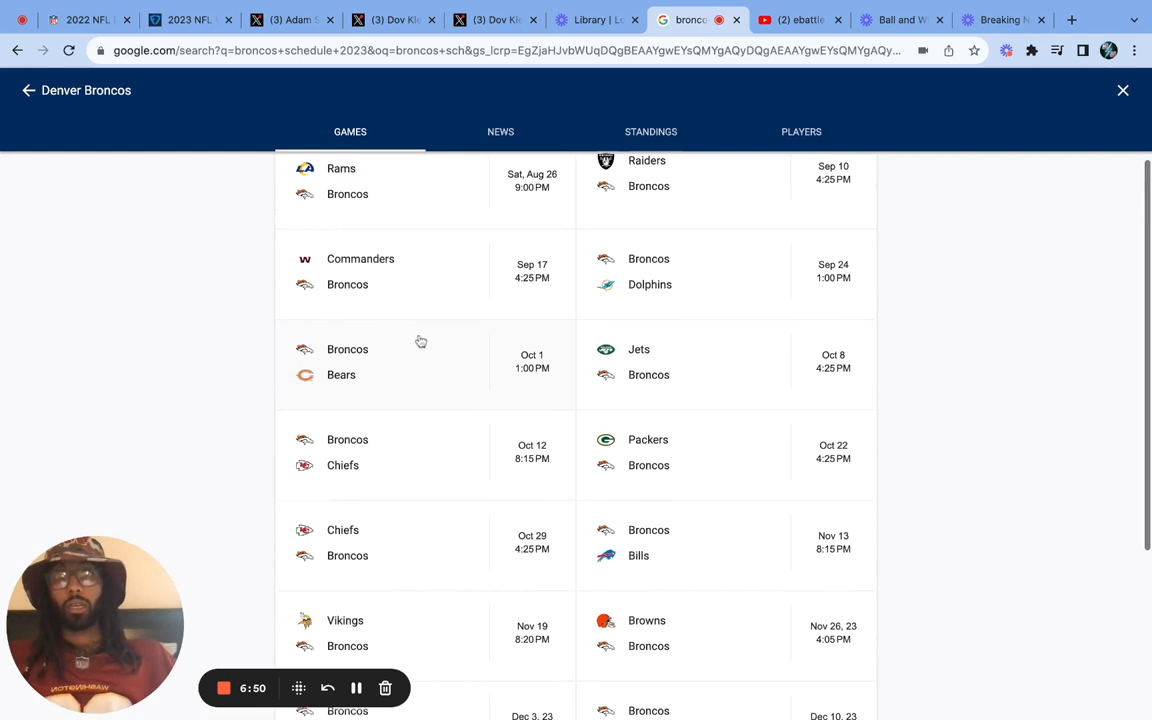 2022 NFL
2023 NFL
(3) Adam S
(3) Dov Kle
(3) Dov Kle
Library | Lo
bronco
(2) ebattle
Ball and W
Breaking N
google.com/search?q=broncos+schedule+2023&oq=broncos+sch&gs_lcrp=EgZjaHJvbWUqDQgBEAAYgwEYsQMYgAQyDQgAEAAYgwEYsQMYgAQy...
Denver Broncos
GAMES
NEWS
STANDINGS
PLAYERS
Rams
Broncos
Sat, Aug 26
9:00 PM
Raiders
Broncos
Sep 10
4:25 PM
Commanders
Broncos
Sep 17
4:25 PM
Broncos
Dolphins
Sep 24
1:00 PM
Broncos
Bears
Oct 1
1:00 PM
Jets
Broncos
Oct 8
4:25 PM
Broncos
Chiefs
Oct 12
8:15 PM
Packers
Broncos
Oct 22
4:25 PM
Chiefs
Broncos
Oct 29
4:25 PM
Broncos
Bills
Nov 13
8:15 PM
Vikings
Broncos
Nov 19
8:20 PM
Browns
Broncos
Nov 26, 23
4:05 PM
Broncos
Dec 3, 23
Broncos
Dec 10, 23
WASHINGTON
6:50